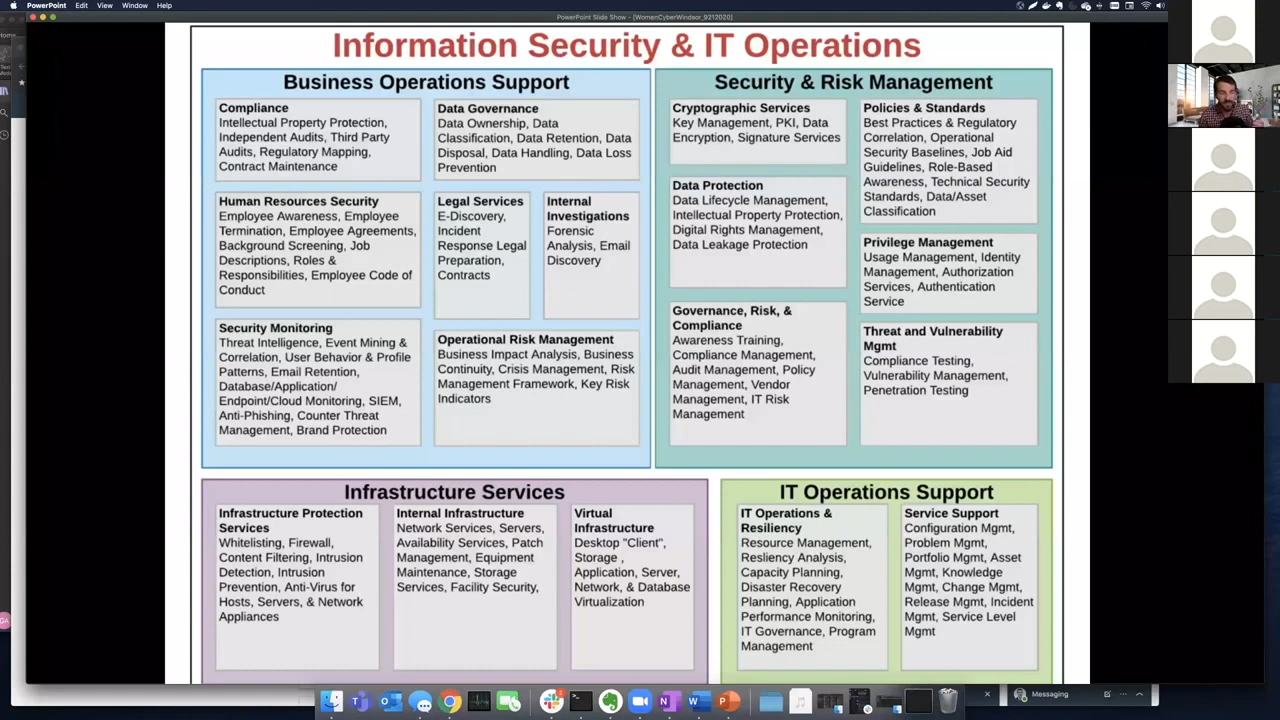 PowerPoint File Edit View Window Help
PowerPoint Slide Show - [WomenCyberWindsor_9212020]
Information Security & IT Operations
Business Operations Support
Compliance
Intellectual Property Protection,
Independent Audits, Third Party
Audits, Regulatory Mapping,
Contract Maintenance
Data Governance
Data Ownership, Data
Classification, Data Retention, Data
Disposal, Data Handling, Data Loss
Prevention
Human Resources Security
Employee Awareness, Employee
Termination, Employee Agreements,
Background Screening, Job
Descriptions, Roles &
Responsibilities, Employee Code of
Conduct
Legal Services
E-Discovery,
Incident
Response Legal
Preparation,
Contracts
Internal
Investigations
Forensic
Analysis, Email
Discovery
Security Monitoring
Threat Intelligence, Event Mining &
Correlation, User Behavior & Profile
Patterns, Email Retention,
Database/Application/
Endpoint/Cloud Monitoring, SIEM,
Anti-Phishing, Counter Threat
Management, Brand Protection
Operational Risk Management
Business Impact Analysis, Business
Continuity, Crisis Management, Risk
Management Framework, Key Risk
Indicators
Security & Risk Management
Cryptographic Services
Key Management, PKI, Data
Encryption, Signature Services
Data Protection
Data Lifecycle Management,
Intellectual Property Protection,
Digital Rights Management,
Data Leakage Protection
Governance, Risk, &
Compliance
Awareness Training,
Compliance Management,
Audit Management, Policy
Management, Vendor
Management, IT Risk
Management
Policies & Standards
Best Practices & Regulatory
Correlation, Operational
Security Baselines, Job Aid
Guidelines, Role-Based
Awareness, Technical Security
Standards, Data/Asset
Classification
Privilege Management
Usage Management, Identity
Management, Authorization
Services, Authentication
Service
Threat and Vulnerability
Mgmt
Compliance Testing,
Vulnerability Management,
Penetration Testing
Infrastructure Services
Infrastructure Protection
Services
Whitelisting, Firewall,
Content Filtering, Intrusion
Detection, Intrusion
Prevention, Anti-Virus for
Hosts, Servers, & Network
Appliances
Internal Infrastructure
Network Services, Servers,
Availability Services, Patch
Management, Equipment
Maintenance, Storage
Services, Facility Security,
Virtual
Infrastructure
Desktop "Client",
Storage ,
Application, Server,
Network, & Database
Virtualization
IT Operations Support
IT Operations &
Resiliency
Resource Management,
Resliency Analysis,
Capacity Planning,
Disaster Recovery
Planning, Application
Performance Monitoring,
IT Governance, Program
Management
Service Support
Configuration Mgmt,
Problem Mgmt,
Portfolio Mgmt, Asset
Mgmt, Knowledge
Mgmt, Change Mgmt,
Release Mgmt, Incident
Mgmt, Service Level
Mgmt
Messaging